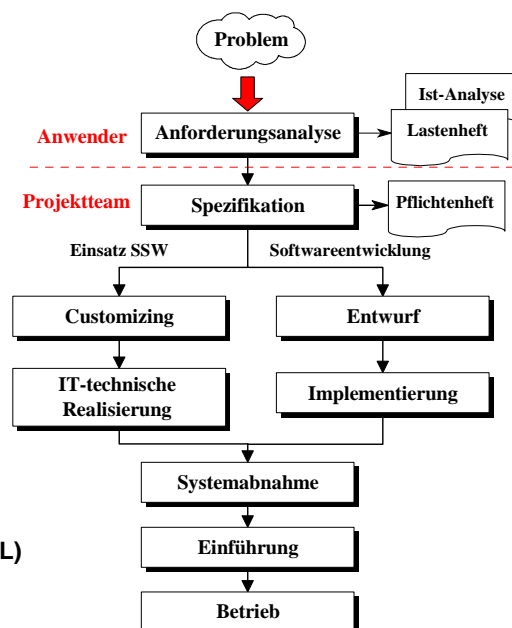 Problem
Ist-Analyse
Anwender
Anforderungsanalyse
Lastenheft
Projektteam
Spezifikation
Pflichtenheft
Einsatz SSW
Softwareentwicklung
Customizing
Entwurf
IT-technische
Realisierung
Implementierung
Systemabnahme
L)
Einführung
Betrieb